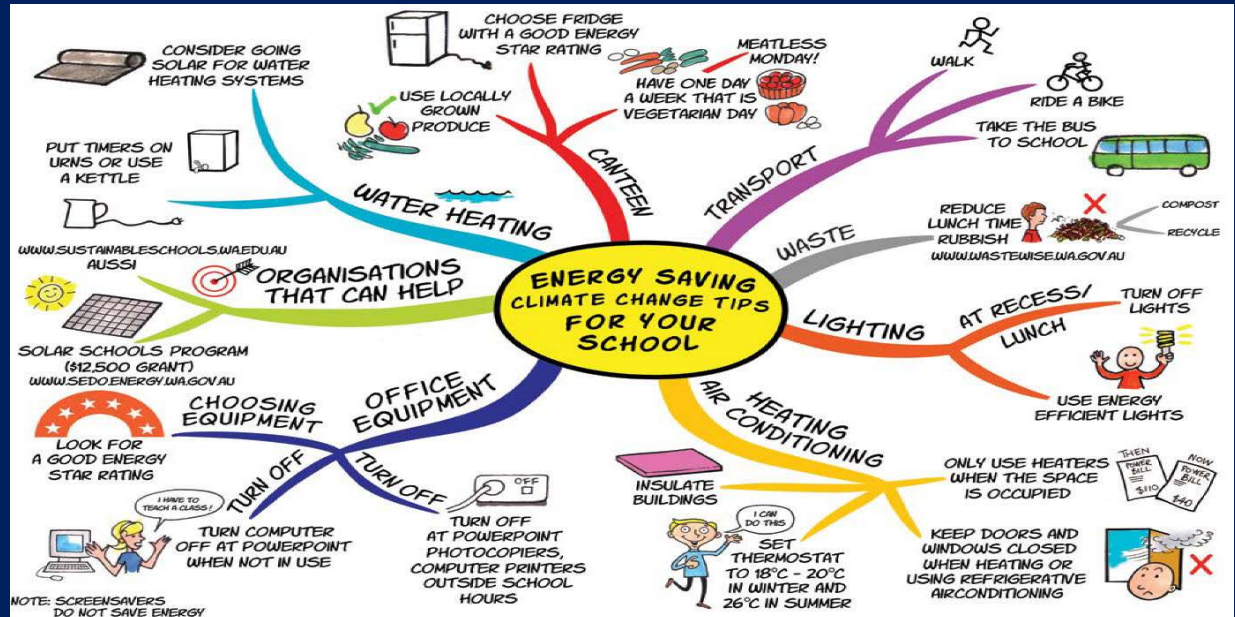 ENERGY SAVING
CLIMATE CHANGE TIPS
FOR YOUR
SCHOOL
CANTEEN
CHOOSE FRIDGE
WITH A GOOD ENERGY
STAR RATING
USE LOCALLY
GROWN
PRODUCE
MEATLESS
MONDAY!
HAVE ONE DAY
A WEEK THAT IS
VEGETARIAN DAY
TRANSPORT
WALK
RIDE A BIKE
TAKE THE BUS
TO SCHOOL
WASTE
REDUCE
LUNCH TIME
RUBBISH
WWW.WASTEWISE.WA.GOV.AU
COMPOST
RECYCLE
LIGHTING
AT RECESS/
LUNCH
TURN OFF
LIGHTS
USE ENERGY
EFFICIENT LIGHTS
HEATING
AIR CONDITIONING
ONLY USE HEATERS
WHEN THE SPACE
IS OCCUPIED
THEN
POWER
BILL
$110
NOW
POWER
BILL
$40
KEEP DOORS AND
WINDOWS CLOSED
WHEN HEATING OR
USING REFRIGERATIVE
AIRCONDITIONING
INSULATE
BUILDINGS
I CAN
DO THIS
SET
THERMOSTAT
TO 18°C - 20°C
IN WINTER AND
26°C IN SUMMER
OFFICE
EQUIPMENT
CHOOSING
EQUIPMENT
LOOK FOR
A GOOD ENERGY
STAR RATING
TURN OFF
I HAVE TO
TEACH A CLASS!
TURN COMPUTER
OFF AT POWERPOINT
WHEN NOT IN USE
NOTE: SCREENSAVERS
DO NOT SAVE ENERGY
TURN OFF
OFF
TURN OFF
AT POWERPOINT
PHOTOCOPIERS,
COMPUTER PRINTERS
OUTSIDE SCHOOL
HOURS
ORGANISATIONS
THAT CAN HELP
WWW.SUSTAINABLESCHOOLS.WA.EDU.AU
AUSSI
SOLAR SCHOOLS PROGRAM
($12,500 GRANT)
WWW.SEDO.ENERGY.WA.GOV.AU
WATER HEATING
CONSIDER GOING
SOLAR FOR WATER
HEATING SYSTEMS
PUT TIMERS ON
URNS OR USE
A KETTLE